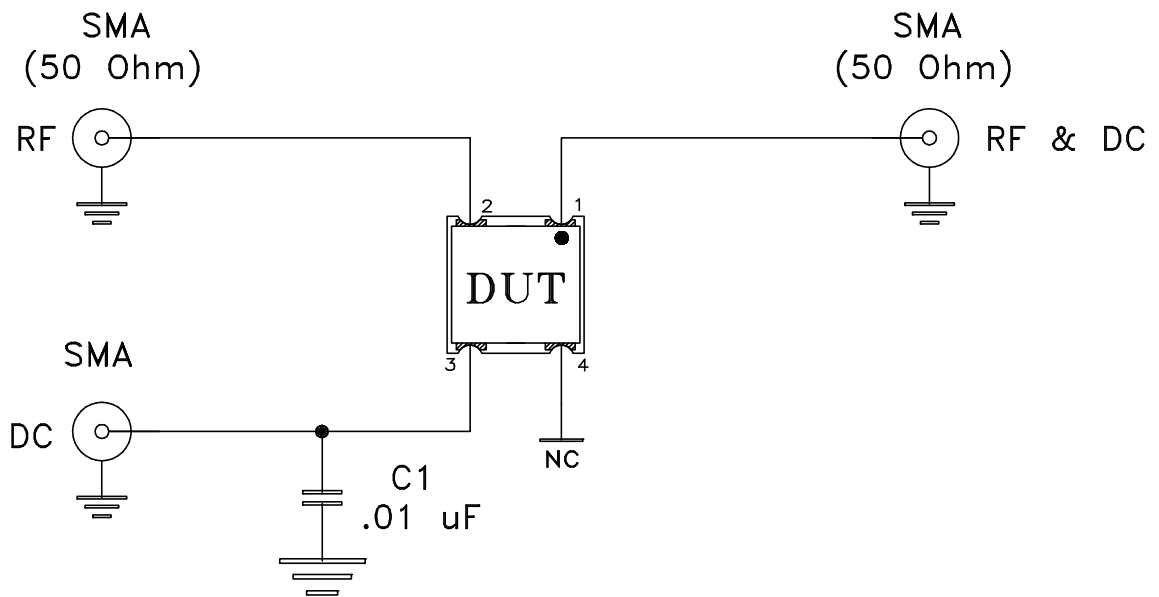 SMA
(50 Ohm)
SMA
(50 Ohm)
RF
RF & DC
2
1
DUT
SMA
3
4
DC
NC
C1
.01 uF